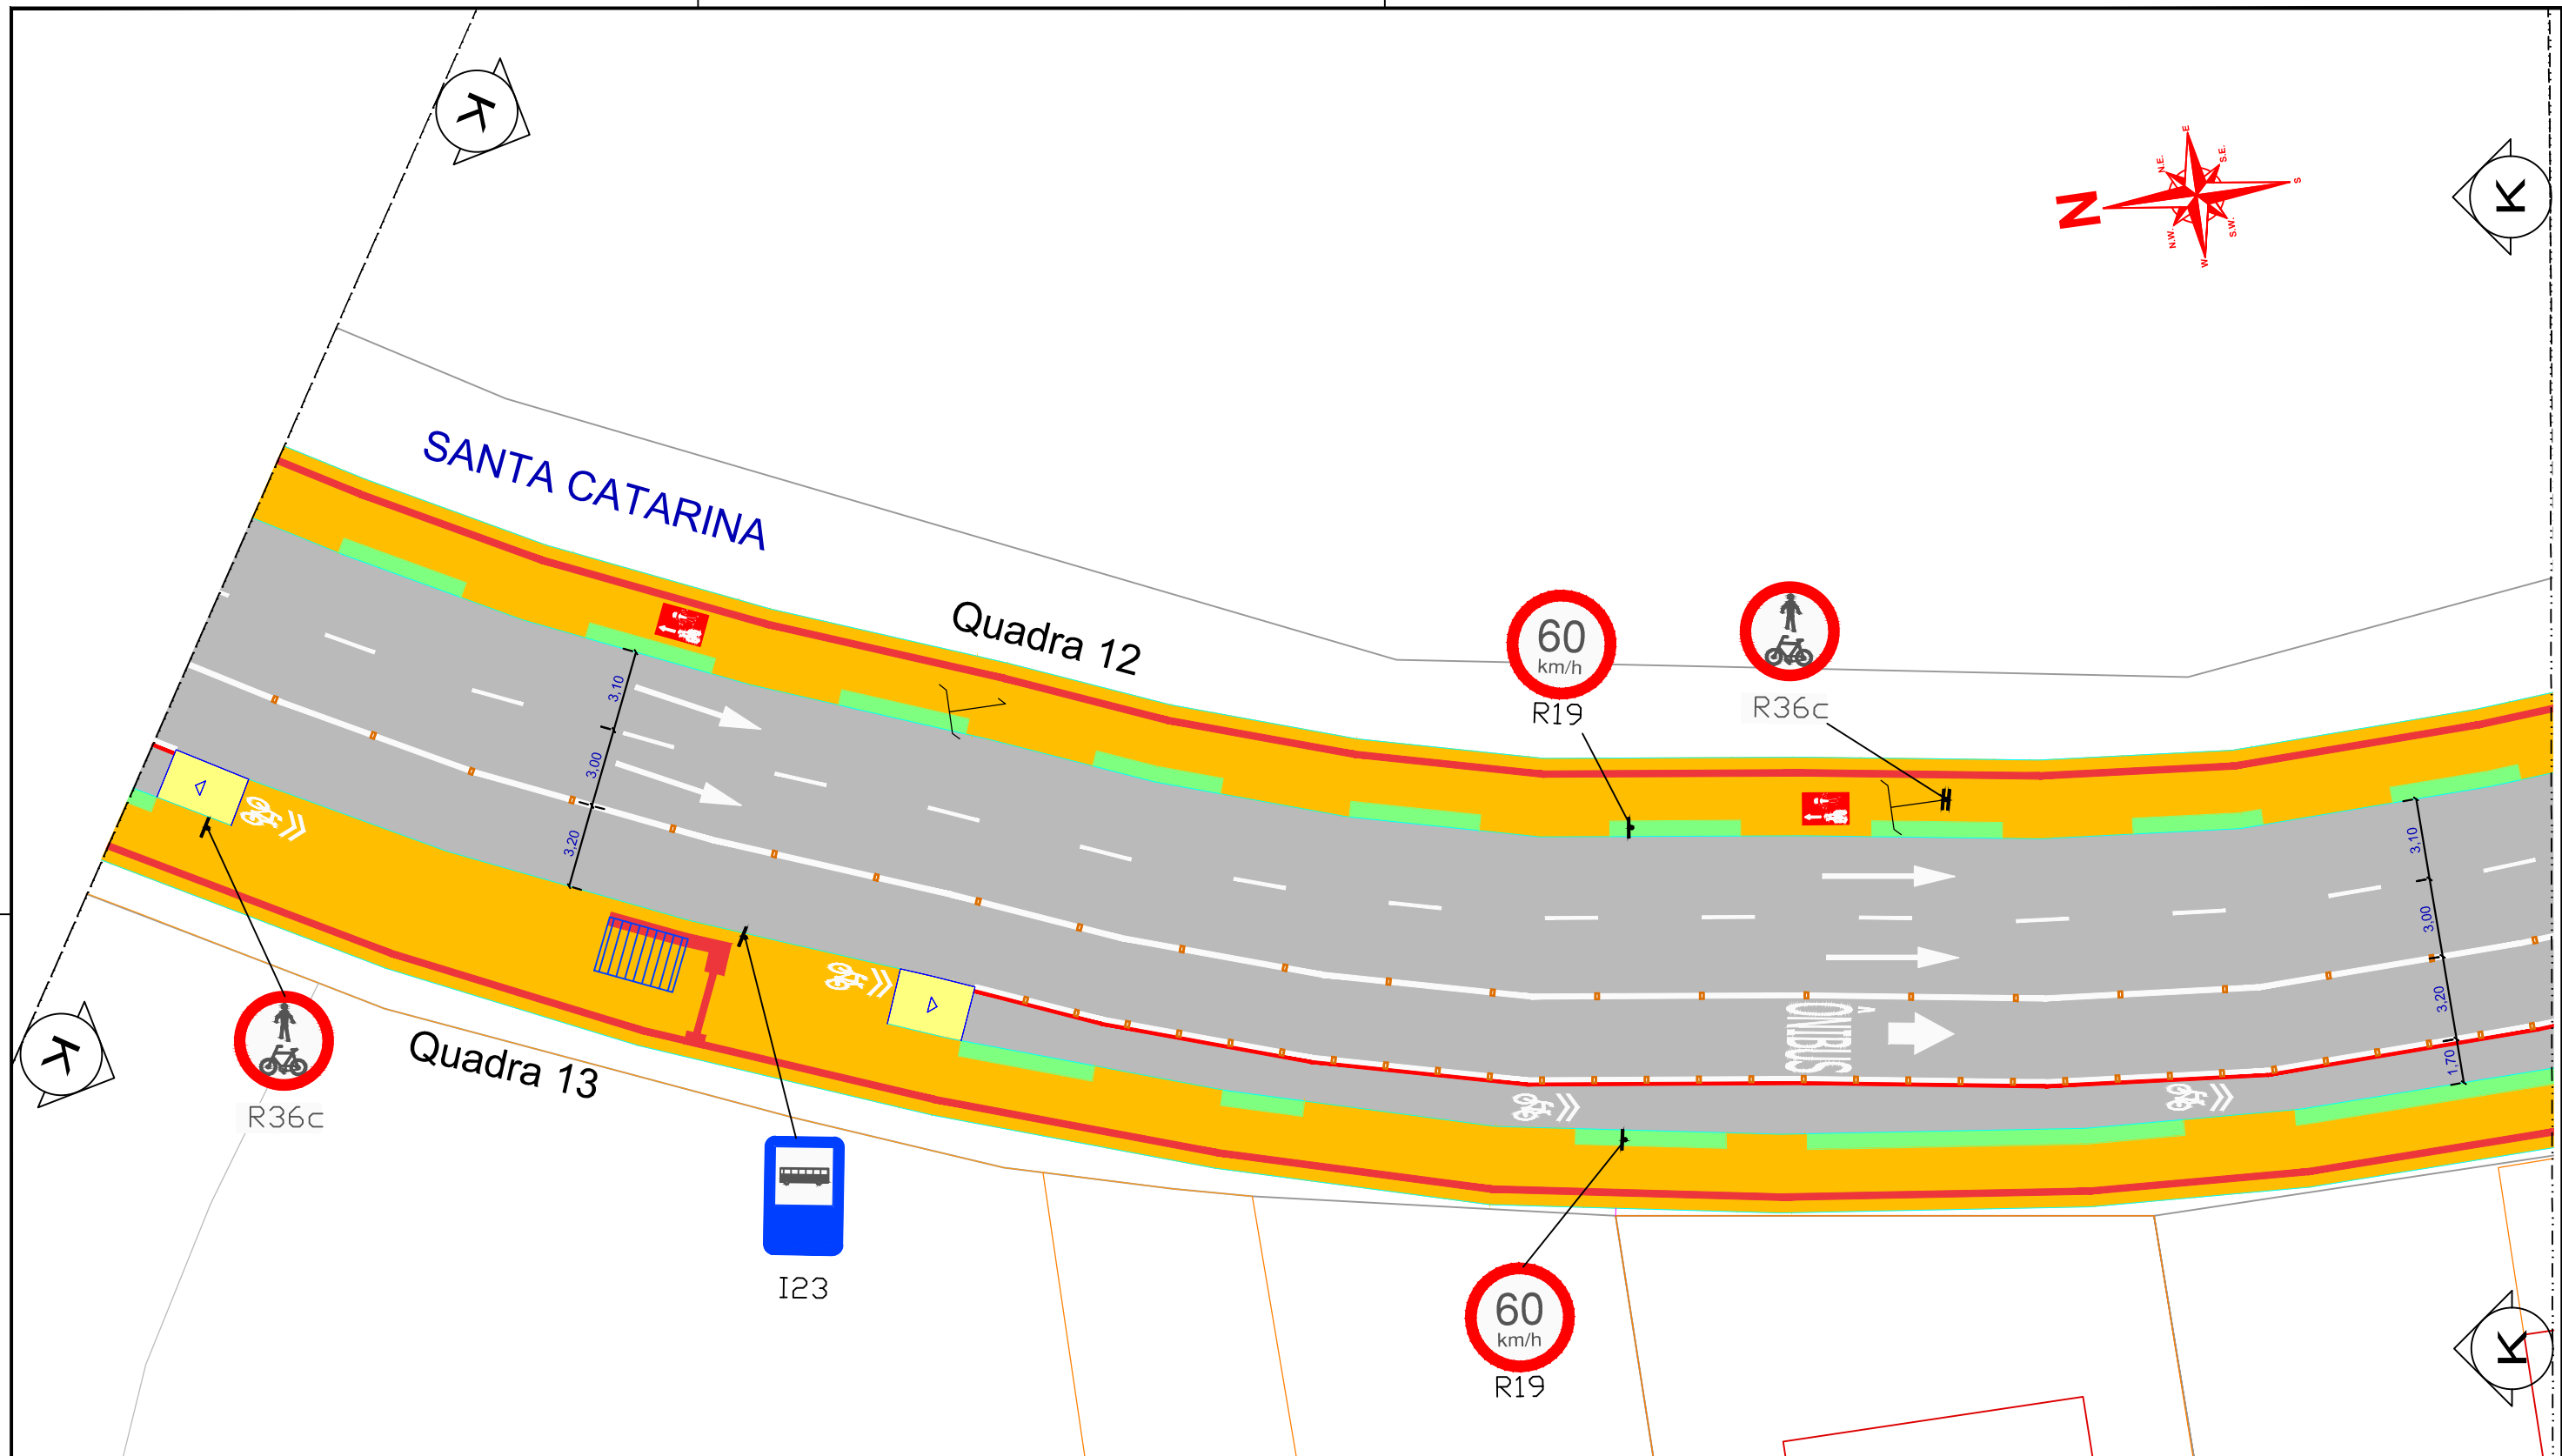 K
K
N
N.E.
E
S.E.
S
S.W.
W
N.W.
SANTA CATARINA
Quadra 12
60
km/h
R19
R36c
3,10
3,00
3,20
3,10
3,00
3,20
1,70
ÔNIBUS
K
Quadra 13
R36c
I23
60
km/h
R19
K